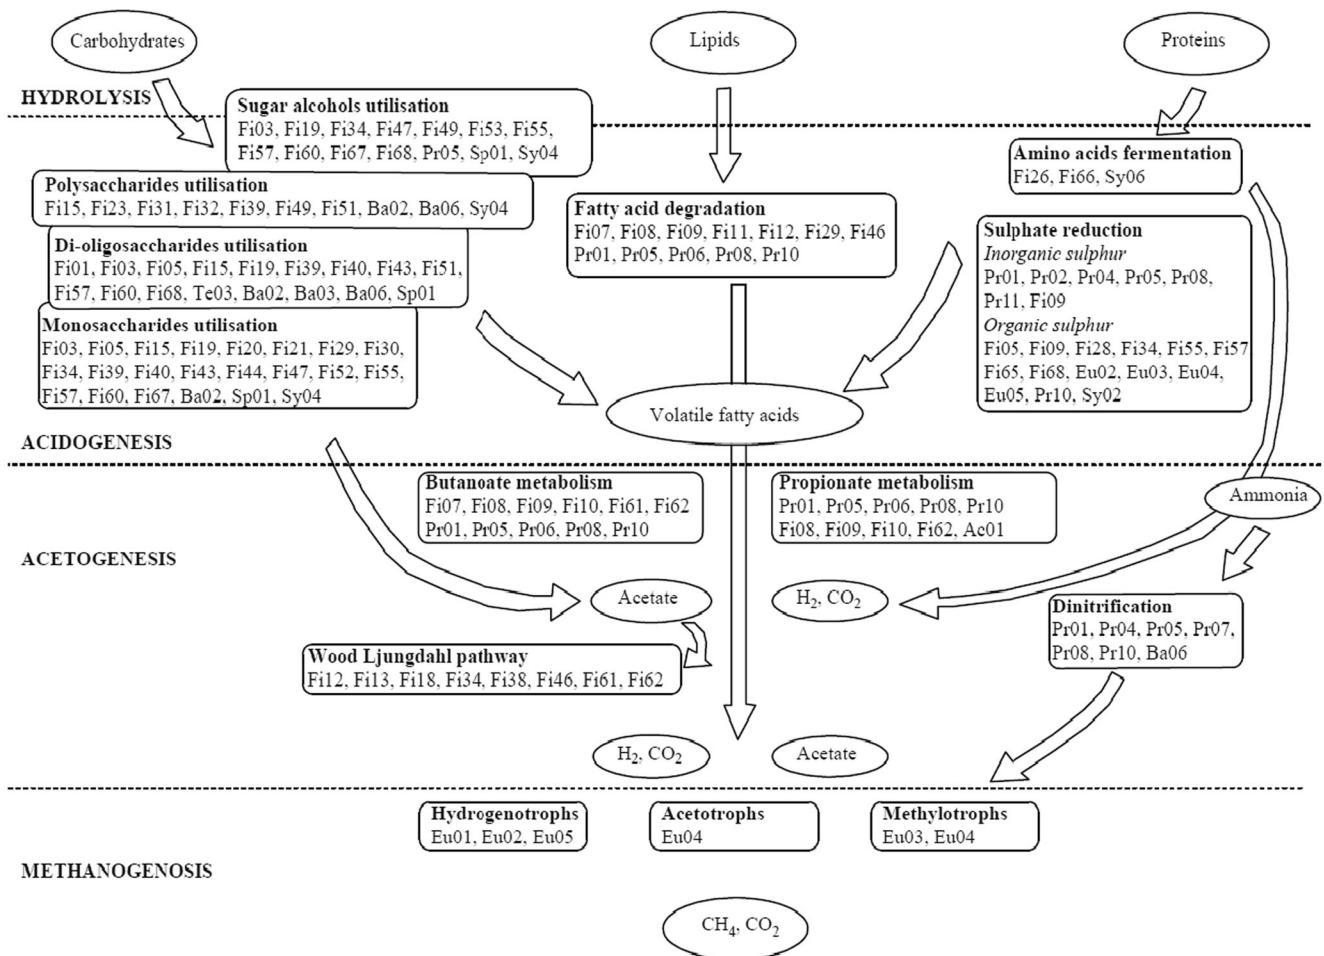 Carbohydrates
Lipids
Proteins
HYDROLYSIS
Sugar alcohols utilisation
Fi03, Fi19, Fi34, Fi47, Fi49, Fi53, Fi55,
Fi57, Fi60, Fi67, Fi68, Pr05, Sp01, Sy04
Polysaccharides utilisation
Fi15, Fi23, Fi31, Fi32, Fi39, Fi49, Fi51, Ba02, Ba06, Sy04
Di-oligosaccharides utilisation
Fi01, Fi03, Fi05, Fi15, Fi19, Fi39, Fi40, Fi43, Fi51,
Fi57, Fi60, Fi68, Te03, Ba02, Ba03, Ba06, Sp01
Monosaccharides utilisation
Fi03, Fi05, Fi15, Fi19, Fi20, Fi21, Fi29, Fi30,
Fi34, Fi39, Fi40, Fi43, Fi44, Fi47, Fi52, Fi55,
Fi57, Fi60, Fi67, Ba02, Sp01, Sy04
Fatty acid degradation
Fi07, Fi08, Fi09, Fi11, Fi12, Fi29, Fi46
Pr01, Pr05, Pr06, Pr08, Pr10
Amino acids fermentation
Fi26, Fi66, Sy06
Sulphate reduction
Inorganic sulphur
Pr01, Pr02, Pr04, Pr05, Pr08,
Pr11, Fi09
Organic sulphur
Fi05, Fi09, Fi28, Fi34, Fi55, Fi57
Fi65, Fi68, Eu02, Eu03, Eu04,
Eu05, Pr10, Sy02
Volatile fatty acids
ACIDOGENESIS
Butanoate metabolism
Fi07, Fi08, Fi09, Fi10, Fi61, Fi62
Pr01, Pr05, Pr06, Pr08, Pr10
Propionate metabolism
Pr01, Pr05, Pr06, Pr08, Pr10
Fi08, Fi09, Fi10, Fi62, Ac01
Ammonia
ACETOGENESIS
Acetate
H2, CO2
Dinitrification
Pr01, Pr04, Pr05, Pr07,
Pr08, Pr10, Ba06
Wood Ljungdahl pathway
Fi12, Fi13, Fi18, Fi34, Fi38, Fi46, Fi61, Fi62
H2, CO2
Acetate
Hydrogenotrophs
Eu01, Eu02, Eu05
Acetotrophs
Eu04
Methylotrophs
Eu03, Eu04
METHANOGENOSIS
CH4, CO2